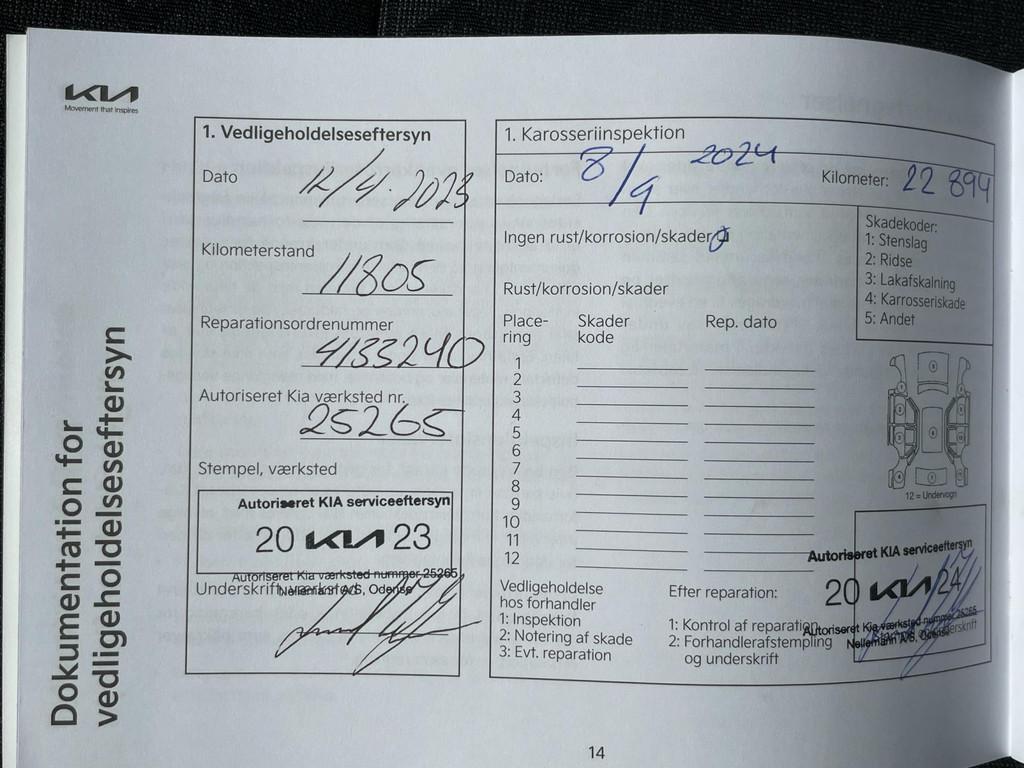 KIA
Movement that inspires
Dokumentation for
vedligeholdelseseftersyn
1. Vedligeholdelseseftersyn
Dato 12/4. 2023
Kilometerstand
11805
Reparationsordrenummer
4133240
Autoriseret Kia værksted nr.
25265
Stempel, værksted
Autoriseret KIA serviceeftersyn
20 KIA 23
Autoriseret Kia værksted nummer 25265
Nellemann A/S, Odense
Underskrift, værksted
1. Karosseriinspektion
Dato: 8/9 2024 Kilometer: 22 894
Ingen rust/korrosion/skader
Rust/korrosion/skader
Skadekoder:
1: Stenslag
2: Ridse
3: Lakafskalning
4: Karrosseriskade
5: Andet
Place-
ring
Skader
kode
Rep. dato
1
2
3
4
5
6
7
8
9
10
11
12
12 = Undervogn
Vedligeholdelse
hos forhandler
1: Inspektion
2: Notering af skade
3: Evt. reparation
Efter reparation:
1: Kontrol af reparation
2: Forhandlerafstempling
og underskrift
Autoriseret KIA serviceeftersyn
20 KIA 24
Autoriseret Kia værksted nummer 25265
Nellemann A/S, Odense
14